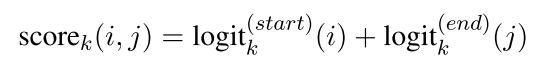 score_k(i, j) = logit_k^(start)(i) + logit_k^(end)(j)